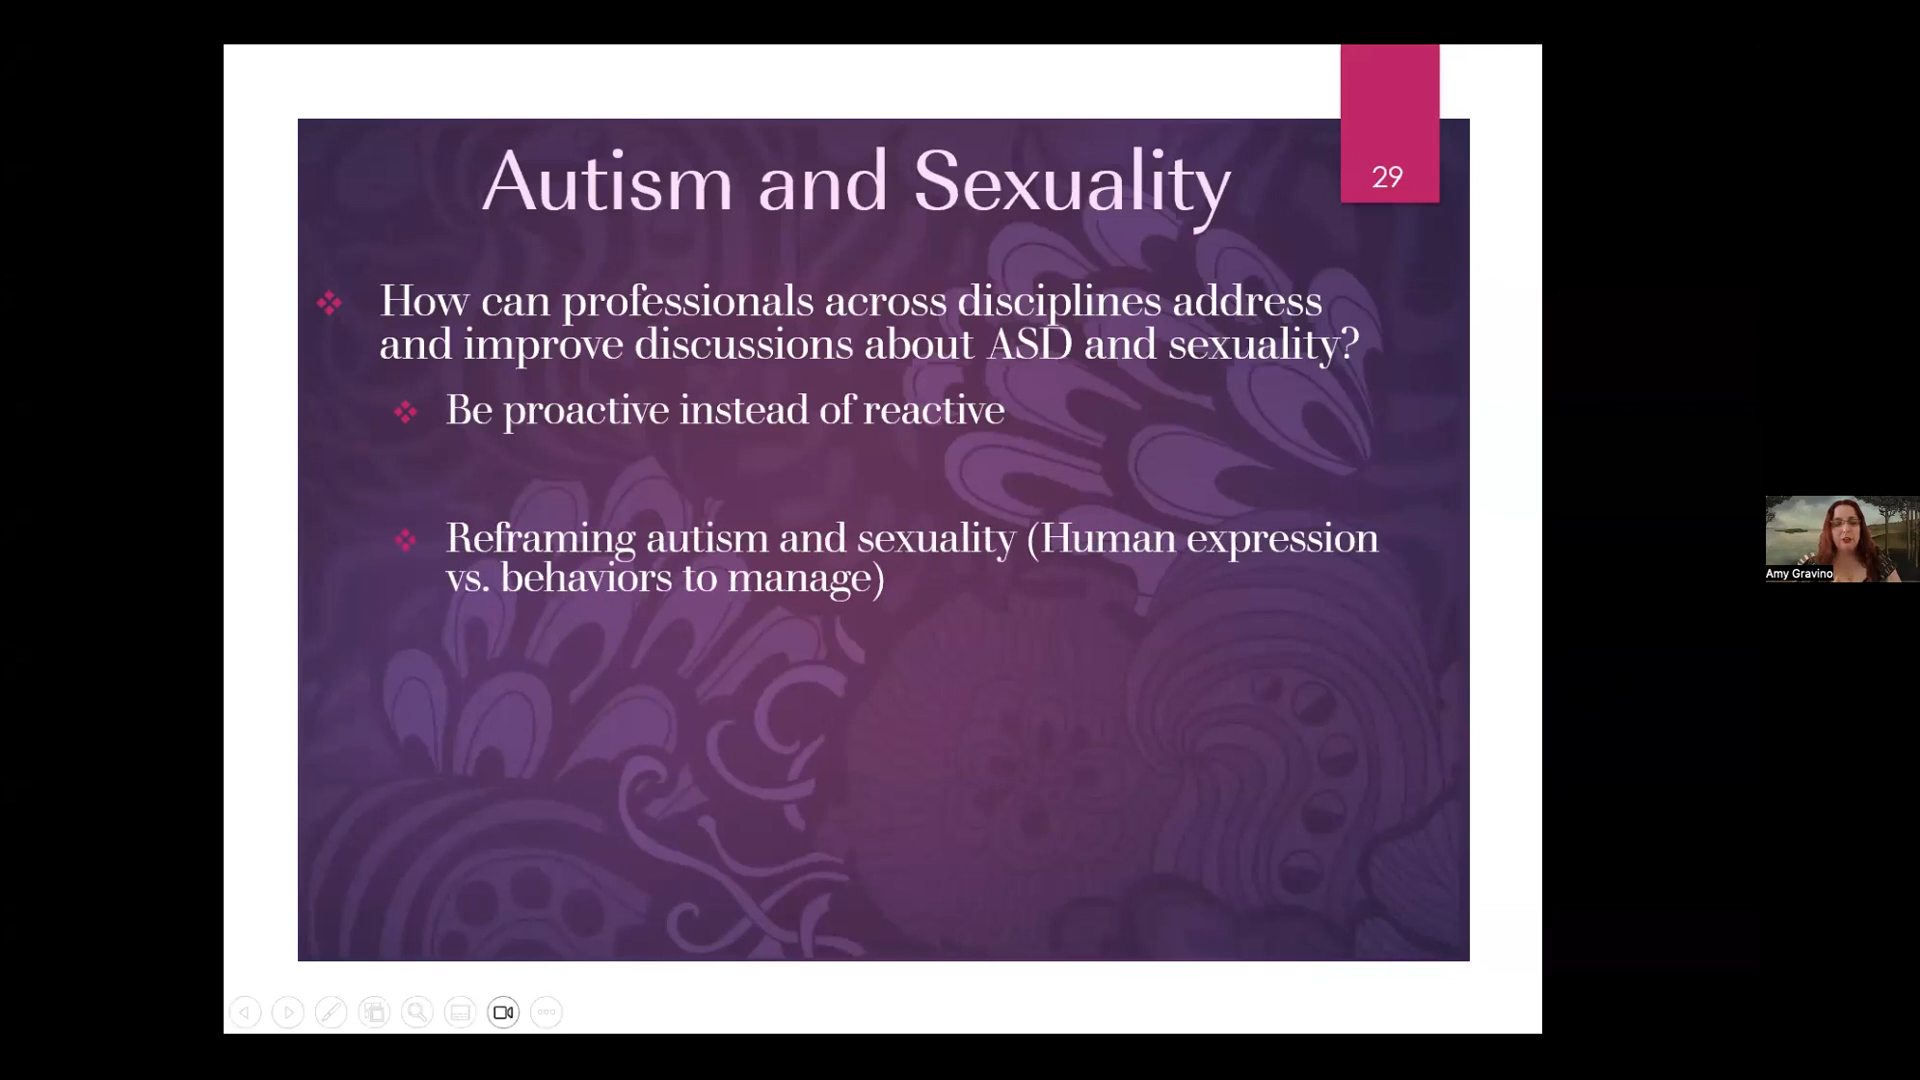 Autism and Sexuality
29
How can professionals across disciplines address
and improve discussions about ASD and sexuality?
Be proactive instead of reactive
Reframing autism and sexuality (Human expression
vs. behaviors to manage)
Amy Gravino